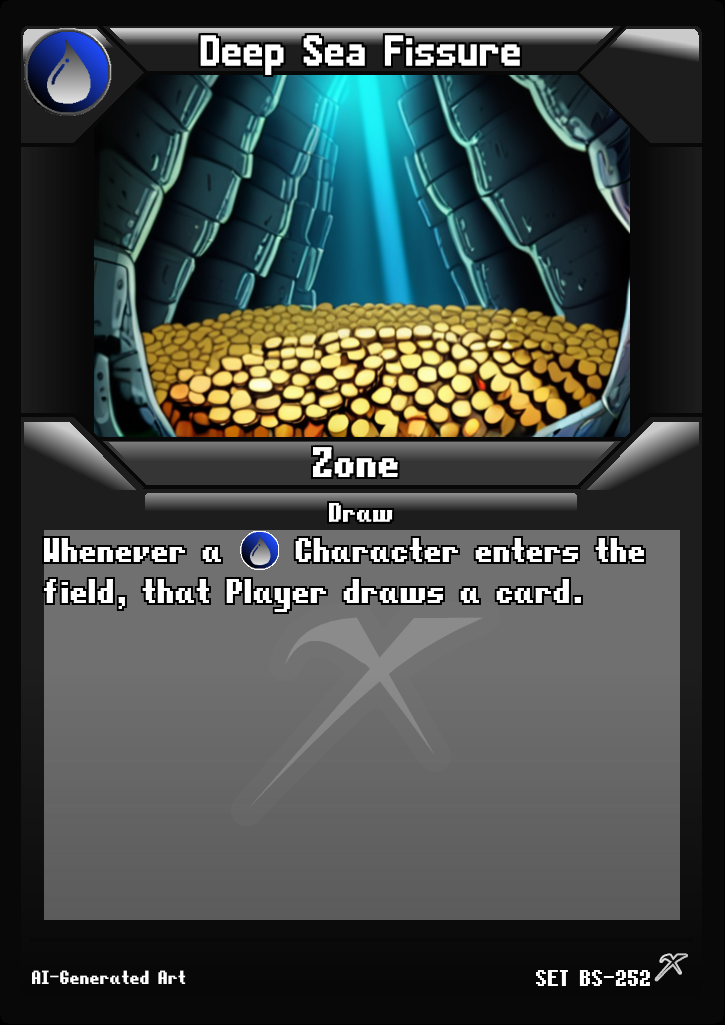 Deep Sea Fissure
Zone
Draw
Whenever a Character enters the
field, that Player draws a card.
AI-Generated Art
SET BS-252